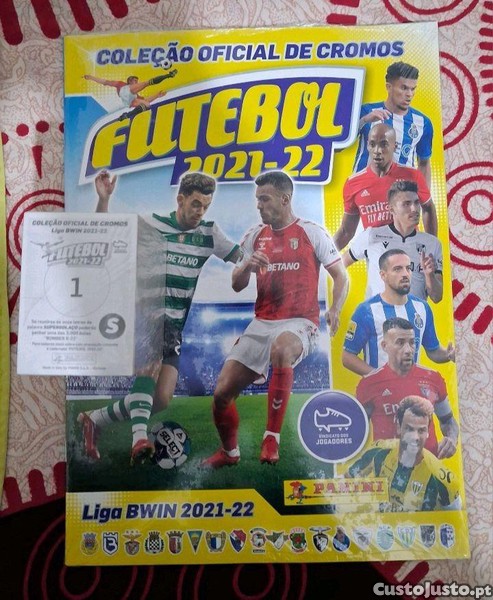 COLEÇÃO OFICIAL DE CROMOS
FUTEBOL
2021-22
COLEÇÃO OFICIAL DE CROMOS
Liga BWIN 2021-22
FUTEBOL
2021-22
1
S
BETANO
BETANO
Emirates
SELECT
SINDICATO DOS
JOGADORES
PANINI
Liga BWIN 2021-22
CustoJusto.pt